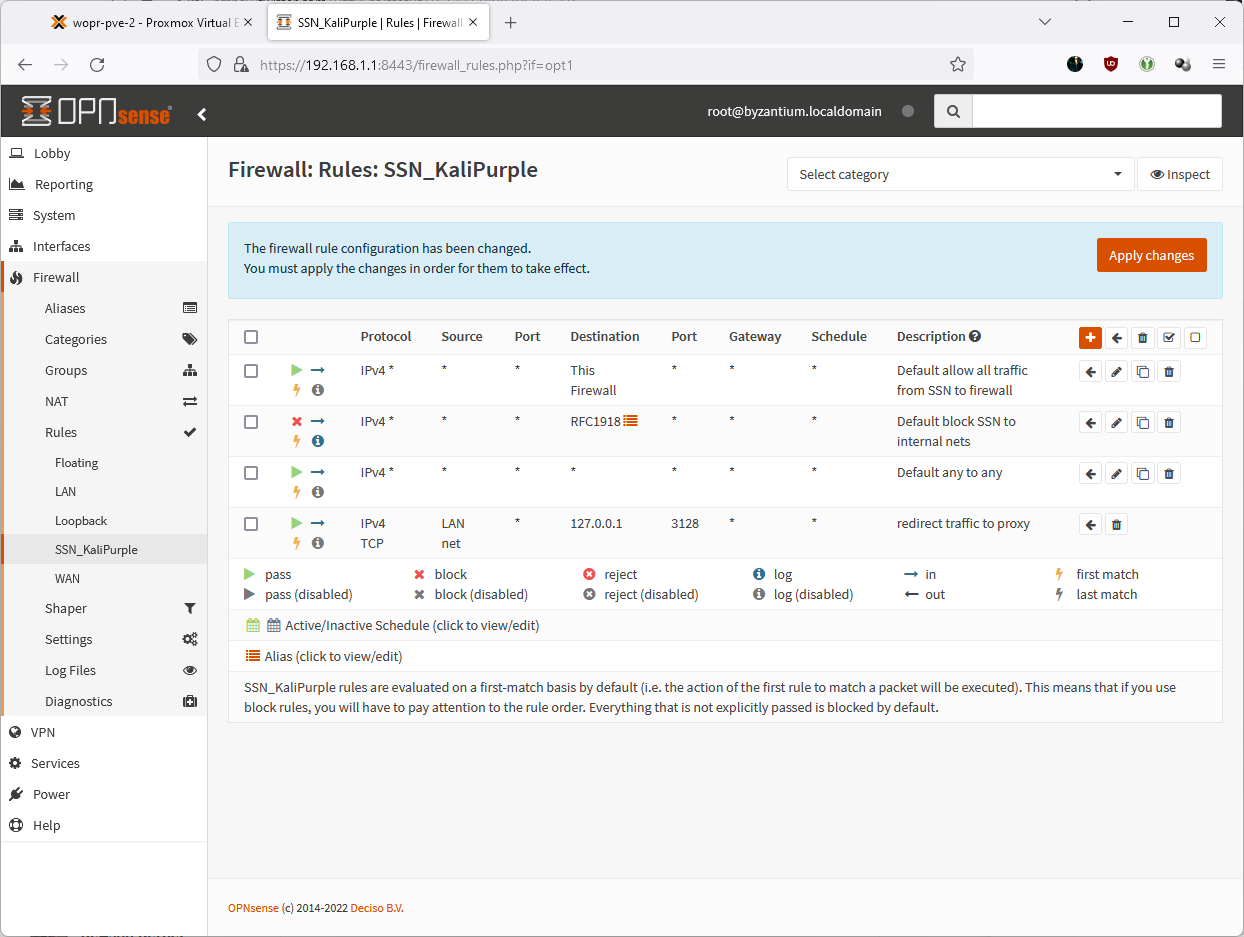 wopr-pve-2 - Proxmox Virtual E
SSN_KaliPurple | Rules | Firewall
https://192.168.1.1:8443/firewall_rules.php?if=opt1
OPNsense
root@byzantium.localdomain
Lobby
Reporting
System
Interfaces
Firewall
Aliases
Categories
Groups
NAT
Rules
Floating
LAN
Loopback
SSN_KaliPurple
WAN
Shaper
Settings
Log Files
Diagnostics
VPN
Services
Power
Help
Firewall: Rules: SSN_KaliPurple
Select category
Inspect
The firewall rule configuration has been changed.
You must apply the changes in order for them to take effect.
Apply changes
Protocol Source Port Destination Port Gateway Schedule Description
IPv4 * * * This * * * Default allow all traffic
Firewall from SSN to firewall
IPv4 * * * RFC1918 * * * Default block SSN to
internal nets
IPv4 * * * * * * * Default any to any
IPv4 LAN * 127.0.0.1 3128 * * redirect traffic to proxy
TCP net
pass block reject log in first match
pass (disabled) block (disabled) reject (disabled) log (disabled) out last match
Active/Inactive Schedule (click to view/edit)
Alias (click to view/edit)
SSN_KaliPurple rules are evaluated on a first-match basis by default (i.e. the action of the first rule to match a packet will be executed). This means that if you use
block rules, you will have to pay attention to the rule order. Everything that is not explicitly passed is blocked by default.
OPNsense (c) 2014-2022 Deciso B.V.